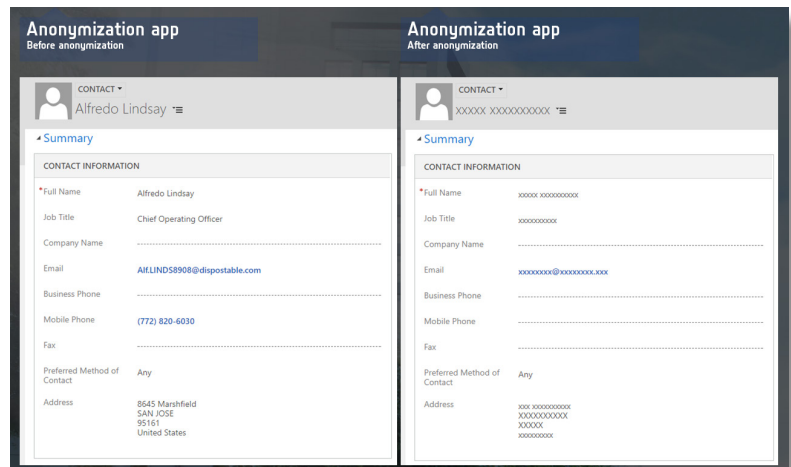 Anonymization app
Before anonymization
CONTACT
Alfredo Lindsay
Summary
CONTACT INFORMATION
*Full Name Alfredo Lindsay
Job Title Chief Operating Officer
Company Name
Email Alf.LINDS8908@dispostable.com
Business Phone
Mobile Phone (772) 820-6030
Fax
Preferred Method of
Contact
Any
Address 8645 Marshfield
SAN JOSE
95161
United States
Anonymization app
After anonymization
CONTACT
xxxxx xxxxxxxxxx
Summary
CONTACT INFORMATION
*Full Name xxxxx xxxxxxxxxx
Job Title xxxxxxxxxx
Company Name
Email xxxxxxxx@xxxxxxxx.xxx
Business Phone
Mobile Phone
Fax
Preferred Method of
Contact
Any
Address xxx xxxxxxxxxx
XXXXXXXXXX
XXXXX
xxxxxxxxx